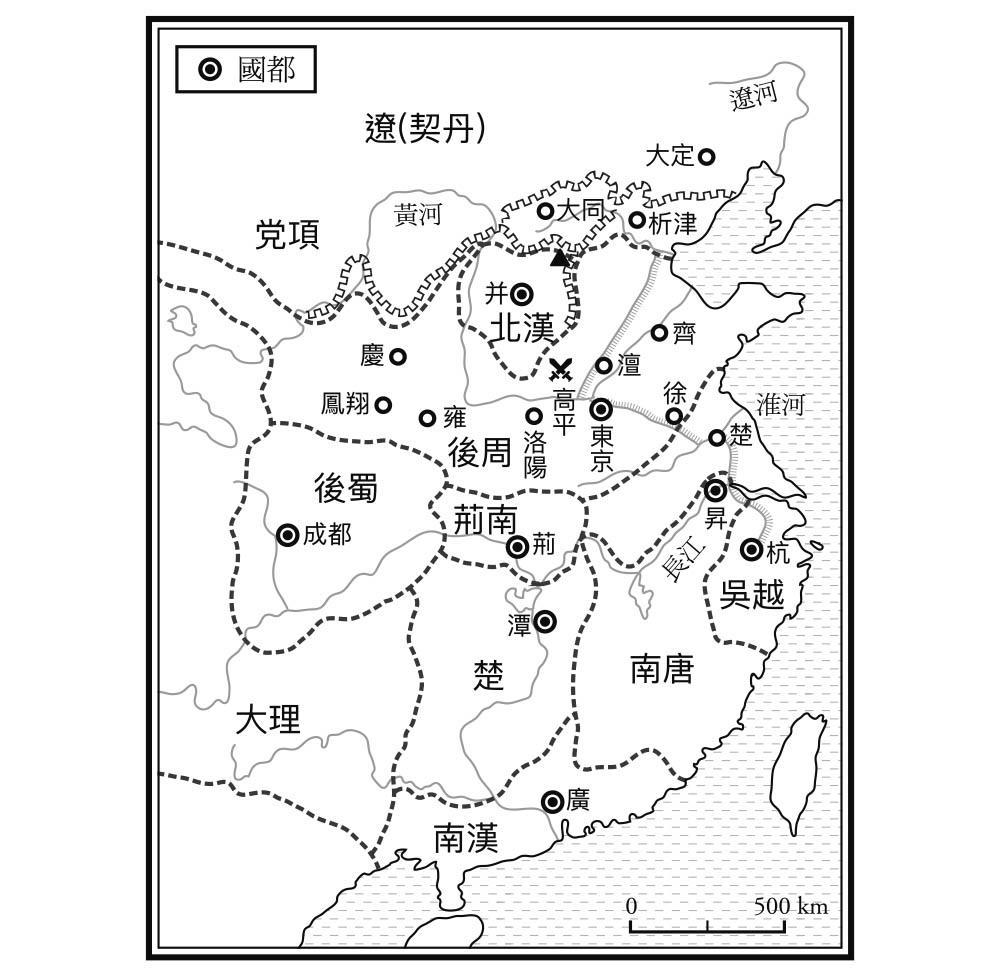 國都
遼河
遼(契丹)
大定
大同
析津
黃河
党項
并
北漢
齊
慶
澶
徐
淮河
鳳翔
雍
高平
洛陽
東京
楚
後周
後蜀
昇
荊南
成都
荊
杭
長江
吳越
潭
楚
南唐
大理
廣
南漢
0
500 km